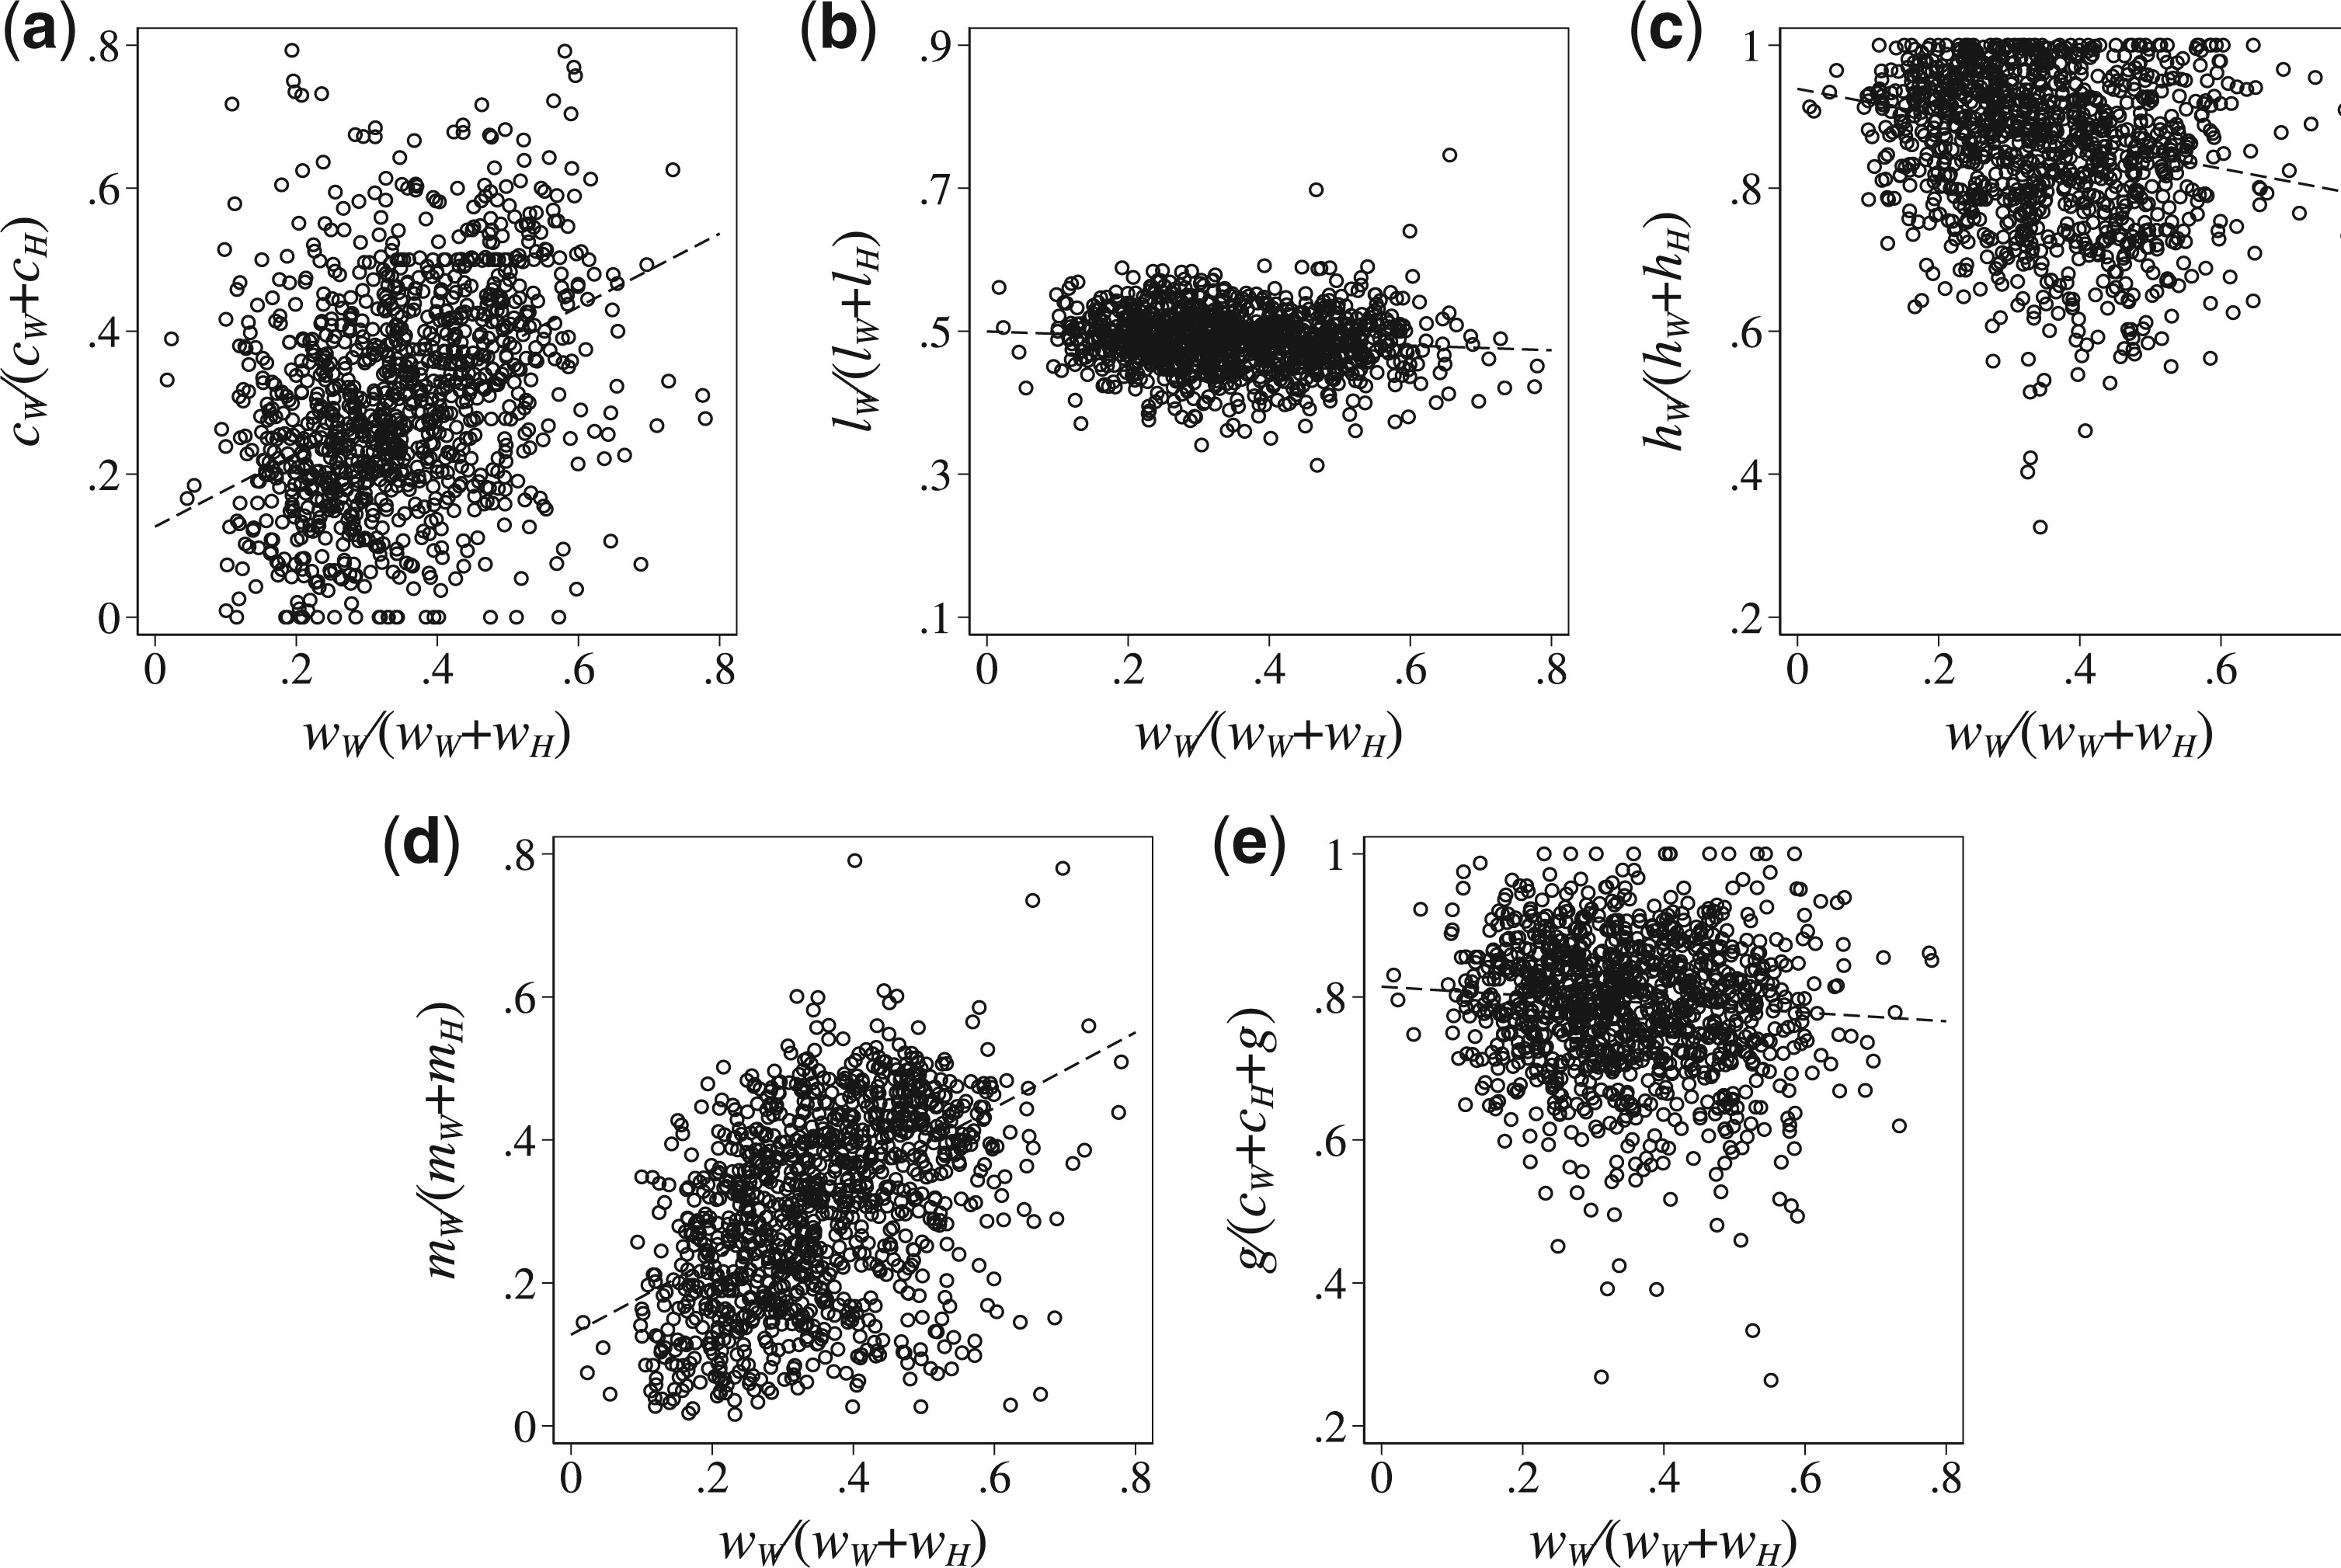 (a)
.8
.6
.4
.2
0
cW/(cW+cH)
0 .2 .4 .6 .8
wW/(wW+wH)
(b)
.9
.7
.5
.3
.1
lW/(lW+lH)
0 .2 .4 .6 .8
wW/(wW+wH)
(c)
1
.8
.6
.4
.2
hW/(hW+hH)
0 .2 .4 .6
wW/(wW+wH)
(d)
.8
.6
.4
.2
0
mW/(mW+mH)
0 .2 .4 .6 .8
wW/(wW+wH)
(e)
1
.8
.6
.4
.2
g/(cW+cH+g)
0 .2 .4 .6 .8
wW/(wW+wH)